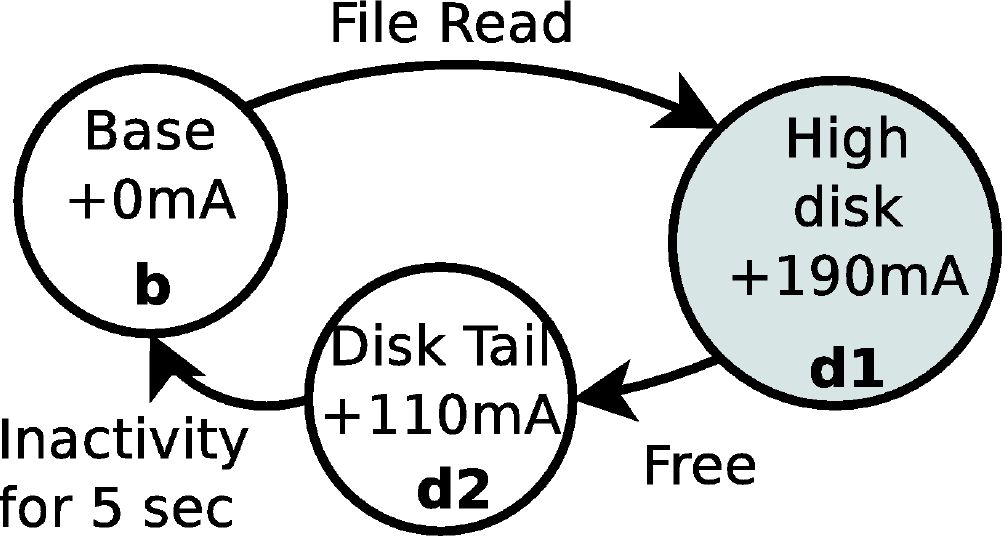 File Read
Base
+0mA
b
High
disk
+190mA
d1
Disk Tail
+110mA
d2
Free
Inactivity
for 5 sec